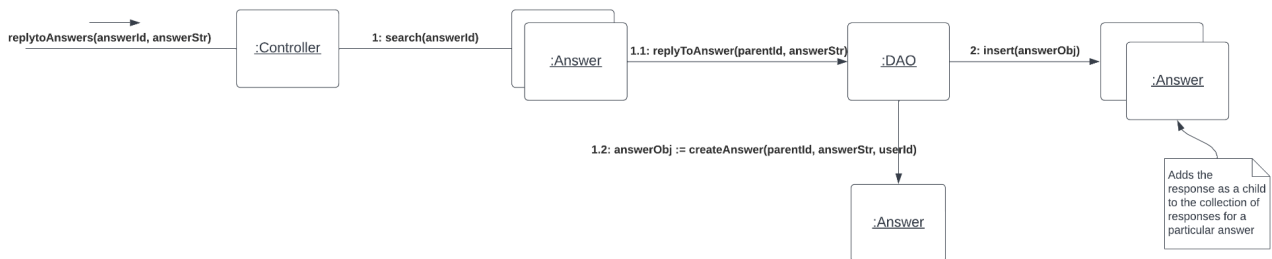 replytoAnswers(answerId, answerStr)
:Controller
1: search(answerId)
:Answer
1.1: replyToAnswer(parentId, answerStr)
:DAO
2: insert(answerObj)
:Answer
1.2: answerObj := createAnswer(parentId, answerStr, userId)
:Answer
Adds the
response as a child
to the collection of
responses for a
particular answer